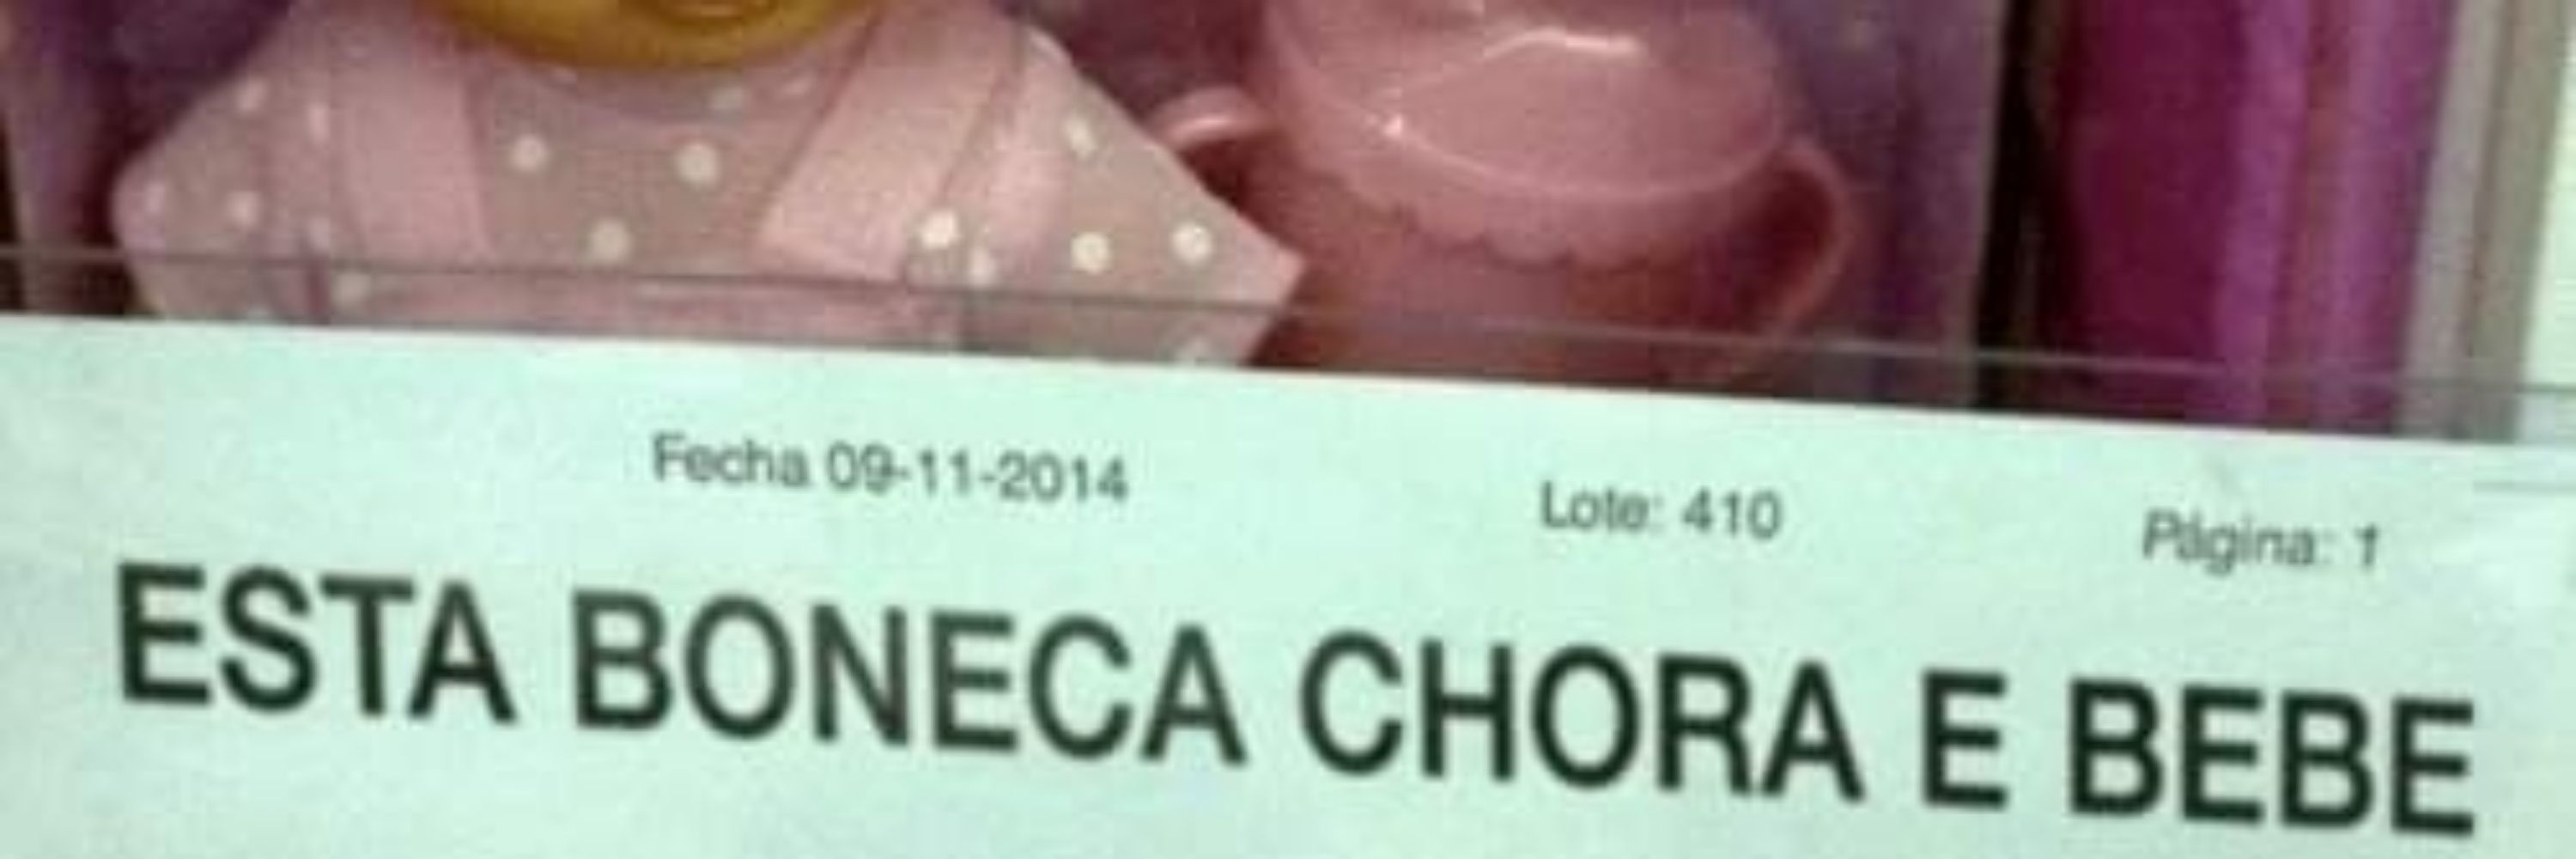 Fecha 09-11-2014 Lote: 410 Página: 1
ESTA BONECA CHORA E BEBE